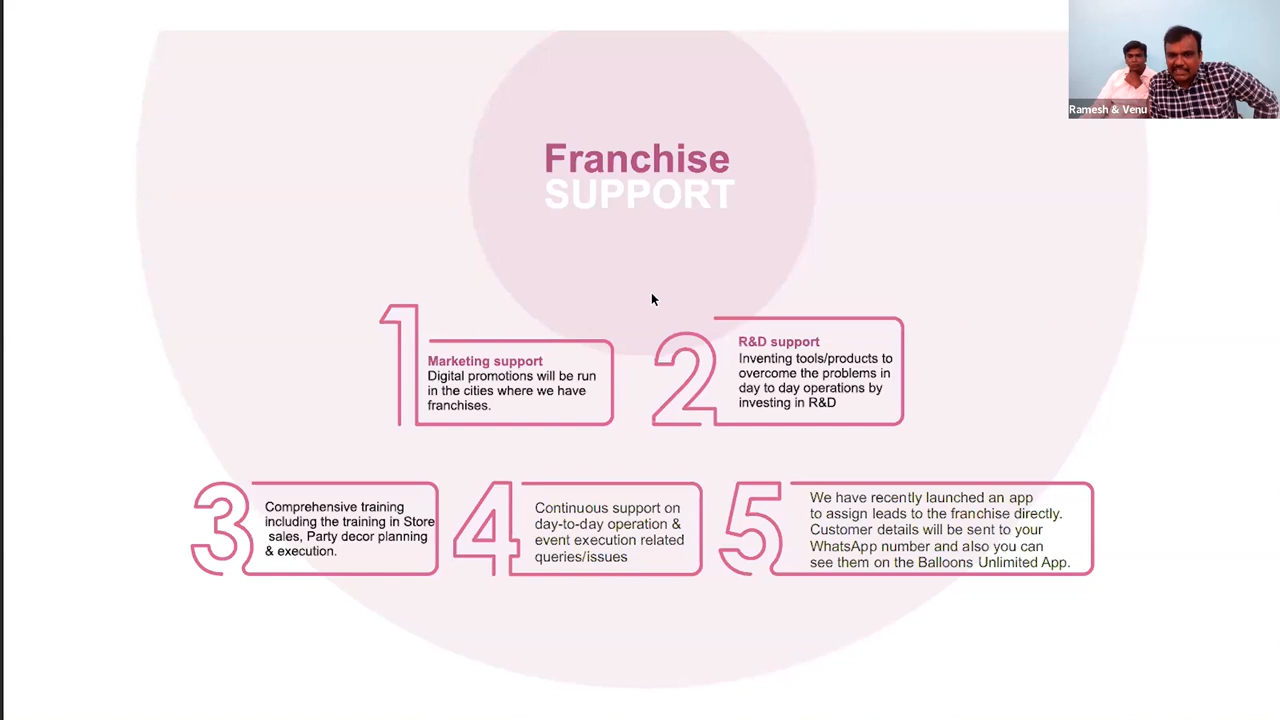 Ramesh & Venu
Franchise
SUPPORT
1
Marketing support
Digital promotions will be run
in the cities where we have
franchises.
2
R&D support
Inventing tools/products to
overcome the problems in
day to day operations by
investing in R&D
3
Comprehensive training
including the training in Store
sales, Party decor planning
& execution.
4
Continuous support on
day-to-day operation &
event execution related
queries/issues
5
We have recently launched an app
to assign leads to the franchise directly.
Customer details will be sent to your
WhatsApp number and also you can
see them on the Balloons Unlimited App.